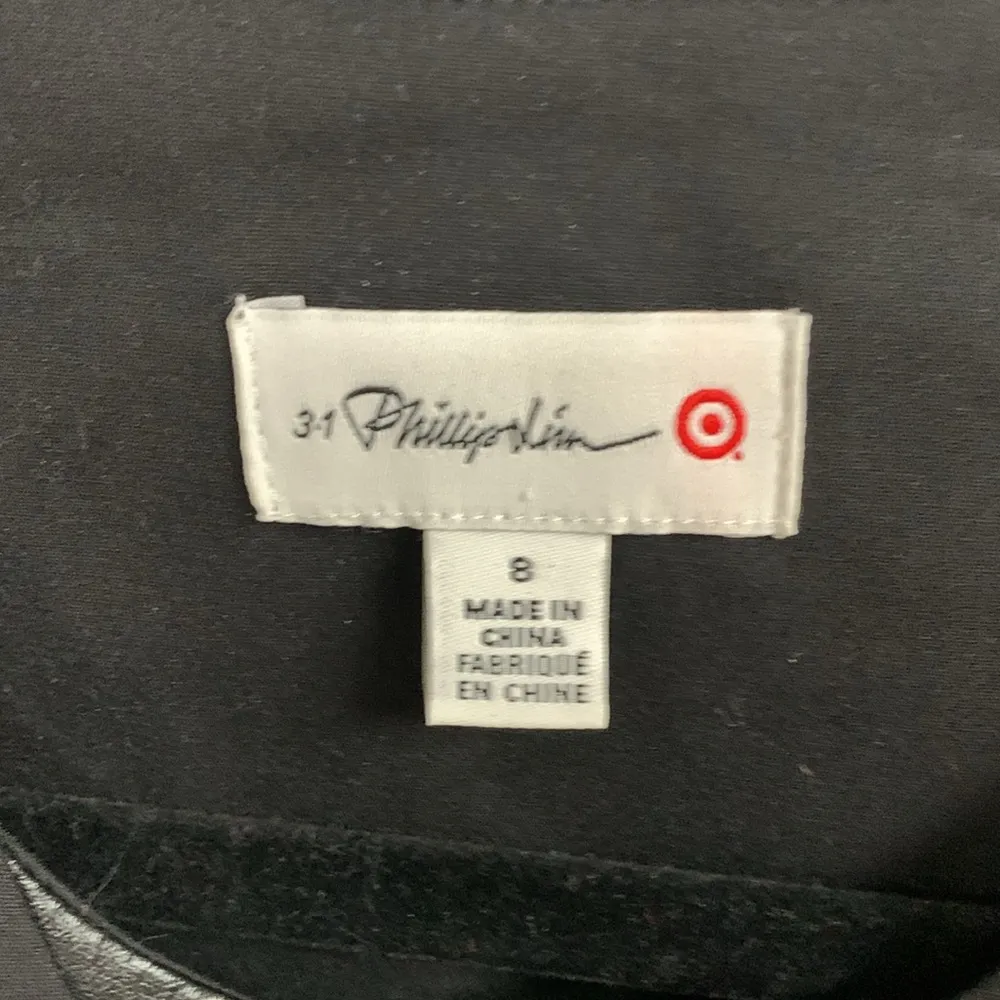 3.1 Phillip Lim
8
MADE IN
CHINA
FABRIQUÉ
EN CHINE